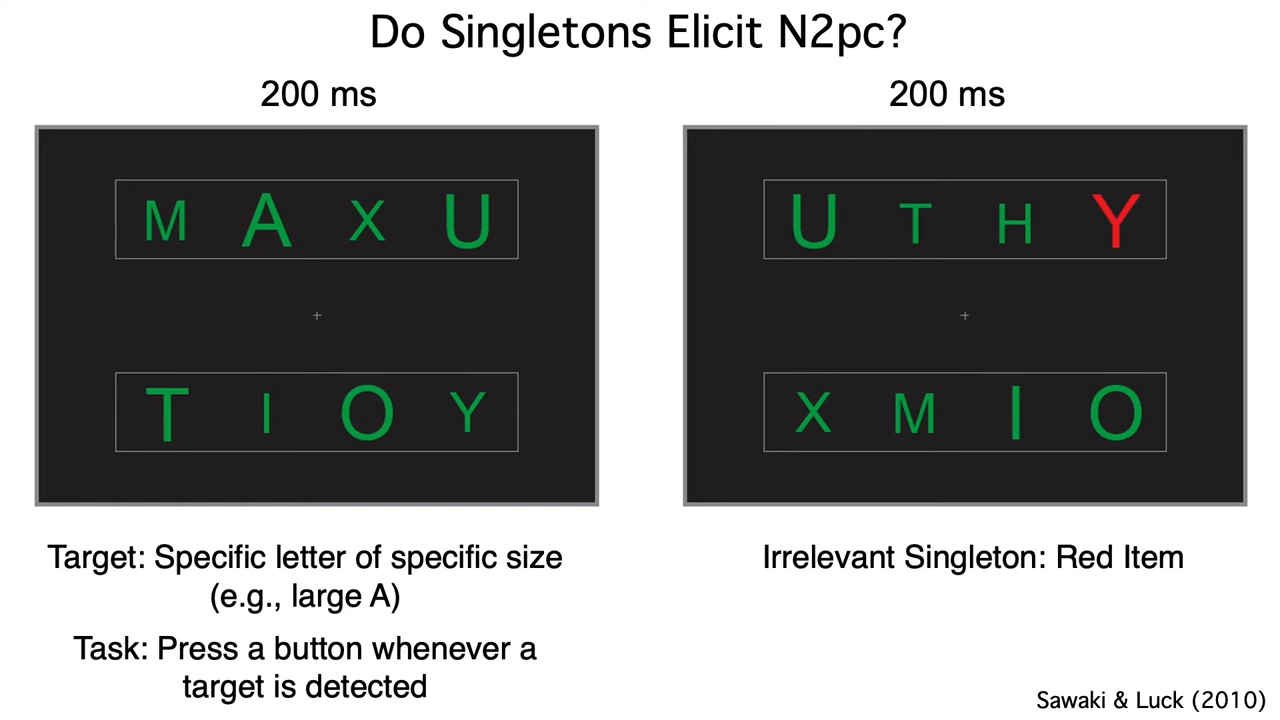 Do Singletons Elicit N2pc?
200 ms
M A X U
T I O Y
Target: Specific letter of specific size
(e.g., large A)
Task: Press a button whenever a
target is detected
200 ms
U T H Y
X M I O
Irrelevant Singleton: Red Item
Sawaki & Luck (2010)